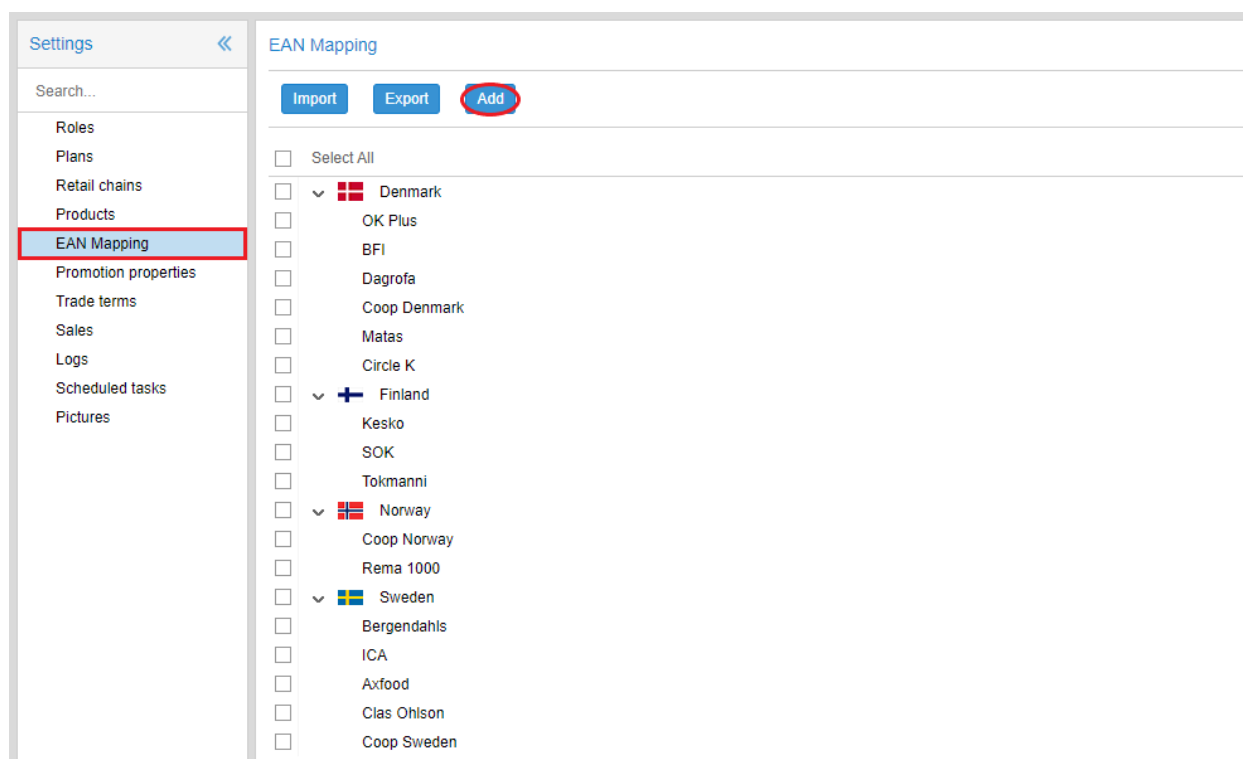 Settings
Search...
Roles
Plans
Retail chains
Products
EAN Mapping
Promotion properties
Trade terms
Sales
Logs
Scheduled tasks
Pictures
EAN Mapping
Import Export Add
Select All
Denmark
OK Plus
BFI
Dagrofa
Coop Denmark
Matas
Circle K
Finland
Kesko
SOK
Tokmanni
Norway
Coop Norway
Rema 1000
Sweden
Bergendahls
ICA
Axfood
Clas Ohlson
Coop Sweden